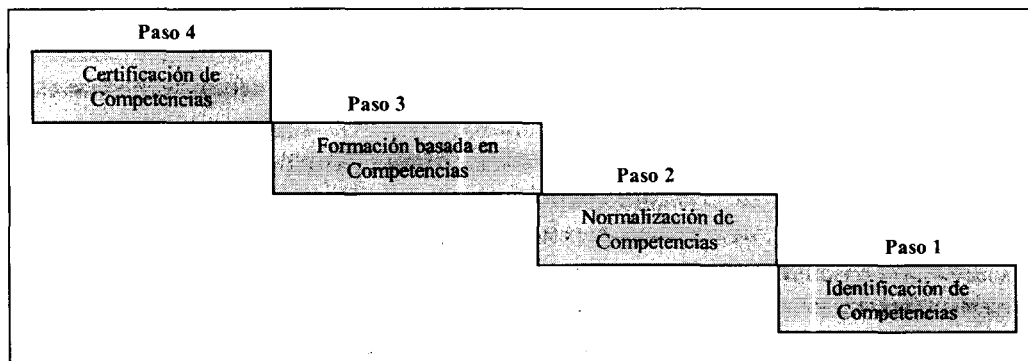 Paso 4
Certificación de
Competencias
Paso 3
Formación basada en
Competencias
Paso 2
Normalización de
Competencias
Paso 1
Identificación de
Competencias